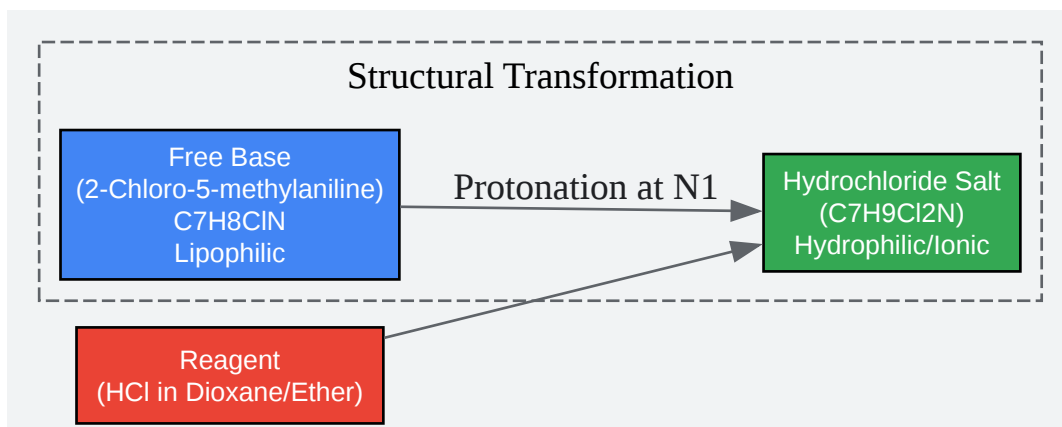 Structural Transformation
Free Base
(2-Chloro-5-methylaniline)
C7H8ClN
Lipophilic
Protonation at N1
Hydrochloride Salt
(C7H9Cl2N)
Hydrophilic/Ionic
Reagent
(HCl in Dioxane/Ether)